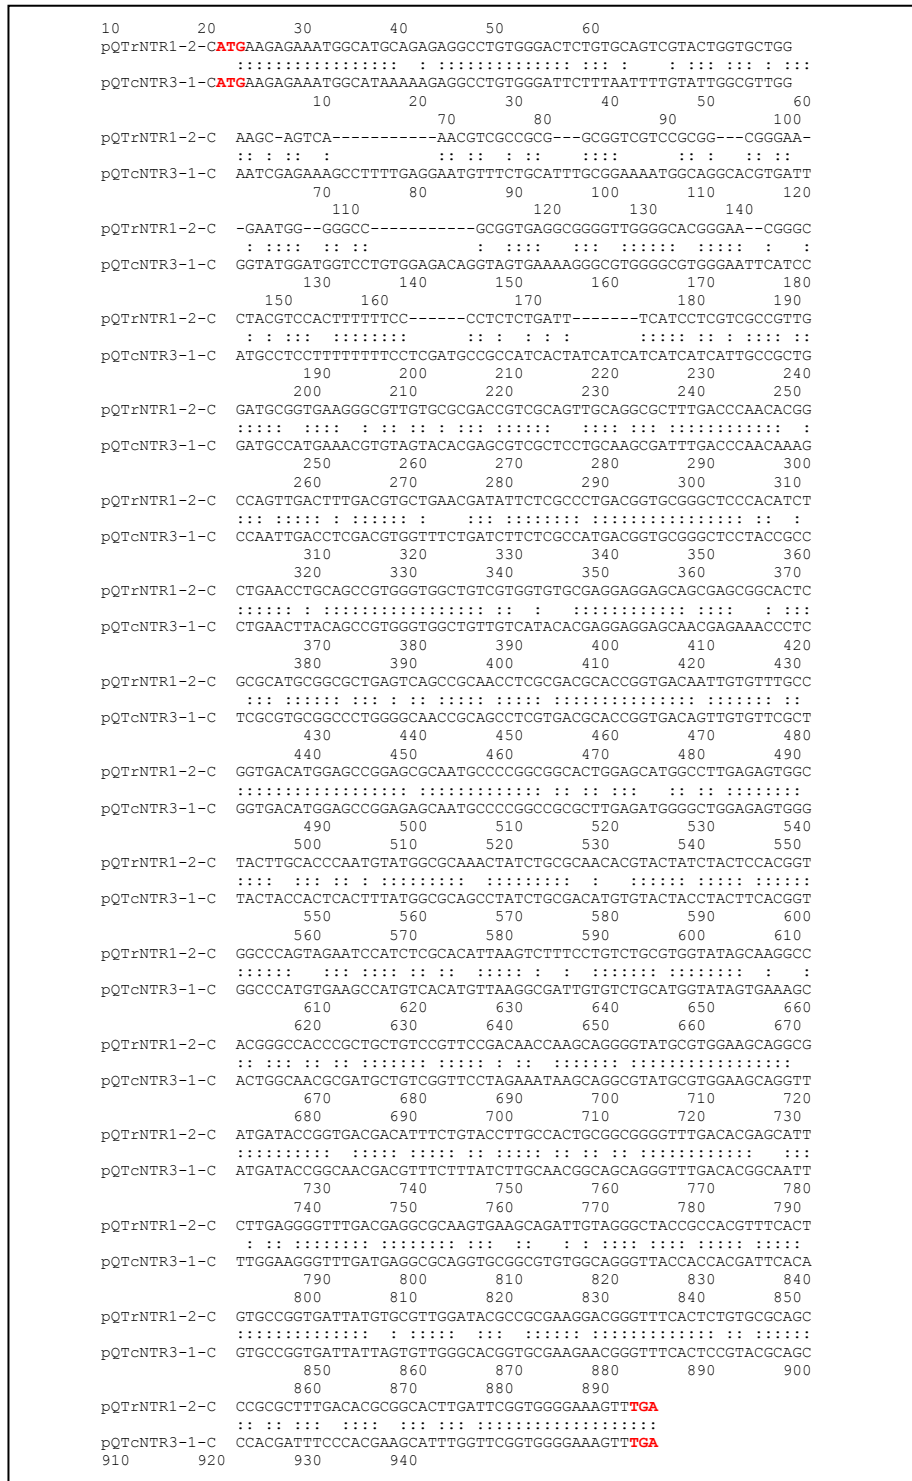 10 20 30 40 50 60
pQTrNTR1-2-C ATGAAGAGAAATGGCATGCAGAGAGGCCTGTGGGACTCTGTGCAGTCGTACTGGTGCTGG
:::::::::::::::: : ::::::::::::::: ::: : : : ::::: :: : :::
pQTcNTR3-1-C ATGAAGAGAAATGGCATAAAAAGAGGCCTGTGGGATTCTTTAATTTTGTATTGGCGTTGG
10 20 30 40 50 60
70 80 90 100
pQTrNTR1-2-C AAGC-AGTCA-----------AACGTCGCCGCG---GCGGTCGTCCGCGG---CGGGAA-
:: : :: : :: : :: :: :::: :: : :: ::
pQTcNTR3-1-C AATCGAGAAAGCCTTTTGAGGAATGTTTCTGCATTTGCGGAAAATGGCAGGCACGTGATT
70 80 90 100 110 120
110 120 130 140
pQTrNTR1-2-C -GAATGG--GGGCC-----------GCGGTGAGGCGGGGTTGGGGCACGGGAA--CGGGC
: :::: :: :: : :::: :: ::: :::::: ::::: : :
pQTcNTR3-1-C GGTATGGATGGTCCTGTGGAGACAGGTAGTGAAAAGGGCGTGGGGCGTGGGAATTCATCC
130 140 150 160 170 180
150 160 170 180 190
pQTrNTR1-2-C CTACGTCCACTTTTTTCC------CCTCTCTGATT-------TCATCCTCGTCGCCGTTG
: : ::: :::::::: : : : :: : ::::: :: : :::: :: ::
pQTcNTR3-1-C ATGCCTCCTTTTTTTTTCCTCGATGCCGCCATCACTATCATCATCATCATCATTGCCGCTG
190 200 210 220 230 240
200 210 220 230 240 250
pQTrNTR1-2-C GATGCGGTGAAGGGCGTTGTGCGCGACCGTCGCAGTTGCAGGCGCTTTGACCCAACACGG
::::: :::: : :: :: : : ::: ::::: :::: :: :::::::::::: :
pQTcNTR3-1-C GATGCCATGAAACGTGTAGTACACGAGCGTCGCTCCTGCAAGCGATTTGACCCAACAAAG
250 260 270 280 290 300
260 270 280 290 300 310
pQTrNTR1-2-C CCAGTTGACTTTGACGTGCTGAACGATATTCTCGCCCTGACGGTGCGGGCTCCCACATCT
::: ::::: : :::::: : ::: :::::::: :::::::::::::::: :: :
pQTcNTR3-1-C CCAATTGACCTCGACGTGGTTTCTGATCTTCTCGCCATGACGGTGCGGGCTCCTACCGCC
310 320 330 340 350 360
320 330 340 350 360 370
pQTrNTR1-2-C CTGAACCTGCAGCCGTGGGTGGCTGTCGTGGTGTGCGAGGAGGAGCAGCGAGCGGCACTC
:::::: : :::::::::::::::::: :: : : ::::::::::: :::: : :::
pQTcNTR3-1-C CTGAACTTACAGCCGTGGGTGGCTGTTGTCATACACGAGGAGGAGCAACGAGAAACCCTC
370 380 390 400 410 420
380 390 400 410 420 430
pQTrNTR1-2-C GCGCATGCGGCGCTGAGTCAGCCGCAACCTCGCGACGCACCGGTGACAATTGTGTTTGCC
::: :::::: ::: : :: ::::: ::::: :::::::::::::::: ::::::: ::
pQTcNTR3-1-C TCGCGTGCGGCCCTGGGGCAACCGCAGCCTCGTGACGCACCGGTGACAGTTGTGTTCGCT
430 440 450 460 470 480
440 450 460 470 480 490
pQTrNTR1-2-C GGTGACATGGAGCCGGAGCGCAATGCCCCGGCGGCACTGGAGCATGGCCTTGAGAGTGGC
:::::::::::::::::: ::::::::::::: :: :: ::: :: :: ::::::::
pQTcNTR3-1-C GGTGACATGGAGCCGGAGAGCAATGCCCCGGCCGCGCTTGAGATGGGGCTGGAGAGTGGG
490 500 510 520 530 540
500 510 520 530 540 550
pQTrNTR1-2-C TACTTGCACCCAATGTATGGCGCAAACTATCTGCGCAACACGTACTATCTACTCCACGGT
:::: ::: :: : ::::::::: ::::::::: : :::::: ::::: ::::::
pQTcNTR3-1-C TACTACCACTCACTTTATGGCGCAGCCTATCTGCGACATGTGTACTACCTACTTCACGGT
550 560 570 580 590 600
560 570 580 590 600 610
pQTrNTR1-2-C GGCCCAGTAGAATCCATCTCGCACATTAAGTCTTTCCTGTCTGCGTGGTATAGCAAGGCC
:::::: :: :: ::: :: :: ::::: : : ::::::: :::::::: : :
pQTcNTR3-1-C GGCCCATGTGAAGCCATGTCACATGTTAAGGCGATTGTGTCTGCATGGTATAGTGAAAGC
610 620 630 640 650 660
620 630 640 650 660 670
pQTrNTR1-2-C ACGGGCCACCCGCTGCTGTCCGTTCCGACAACCAAGCAGGGGTATGCGTGGAAGCAGGCG
:: ::: :: :: ::::::: ::::: : :: ::::::: ::::::::::::::::
pQTcNTR3-1-C ACTGGCAACGCGATGCTGTCGGTTCCTAGAAATAAGCAGGCGTATGCGTGGAAGCAGGTT
670 680 690 700 710 720
680 690 700 710 720 730
pQTrNTR1-2-C ATGATACCGGTGACGACATTTCTGTACCTTGCCACTGCGGCGGGGTTTGACACGAGCATT
:::::::::: ::::: ::::: :: ::::: :: :: :: :::::::::::: :::
pQTcNTR3-1-C ATGATACCGGCAACGACGTTTCTTTATCTTGCAACGGCAGCAGGGTTTGACACGGCAATT
730 740 750 760 770 780
740 750 760 770 780 790
pQTrNTR1-2-C CTTGAGGGGTTTGACGAGGCGCAAGTGAAGCAGATTGTAGGGCTACCGCCACGTTTCACT
: :: :::::::: :::::::: ::: :: : : :::: :::: ::::: :::::
pQTcNTR3-1-C TTGGAAGGGTTTGATGAGGCGCAGGTGCGGCGTGTGGCAGGGTTACCACCACGATTCACA
790 800 810 820 830 840
800 810 820 830 840 850
pQTrNTR1-2-C GTGCCGGTGATTATGTGCGTTGGATACGCCGCGAAGGACGGGTTTCACTCTGTGCGCAGC
:::::::::::::: : ::::: ::: :::::: ::::::::::::: :: ::::::
pQTcNTR3-1-C GTGCCGGTGATTATTAGTGTTGGGCACGGTGCGAAGAACGGGTTTCACTCCGTACGCAGC
850 860 870 880 890 900
860 870 880 890
pQTrNTR1-2-C CCGCGCTTTGACACGCGGCACTTGATTCGGTGGGGAAAGTTTGA
:: :: ::: : :::: ::: ::: :::::::::::::::::::
pQTcNTR3-1-C CCACGATTTCCCACGAAGCATTTGGTTCGGTGGGGAAAGTTTGA
910 920 930 940